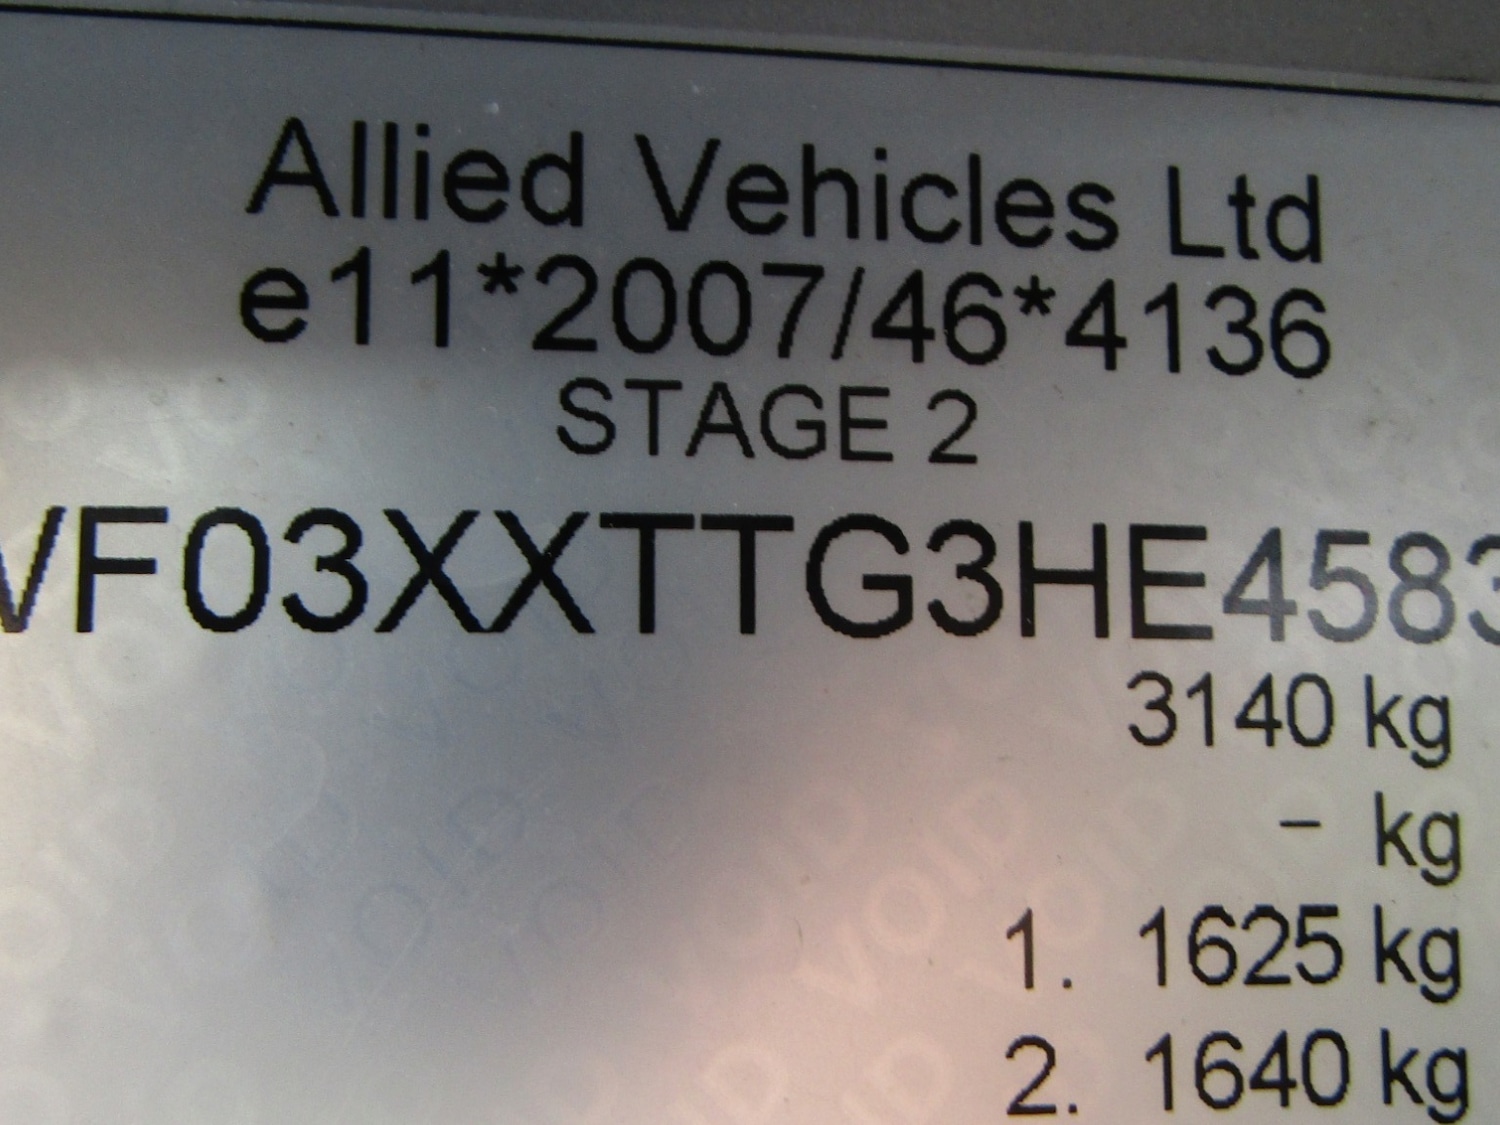 Allied Vehicles Ltd
e11*2007/46*4136
STAGE 2
VF03XXTTG3HE4583
3140 kg
- kg
1. 1625 kg
2. 1640 kg